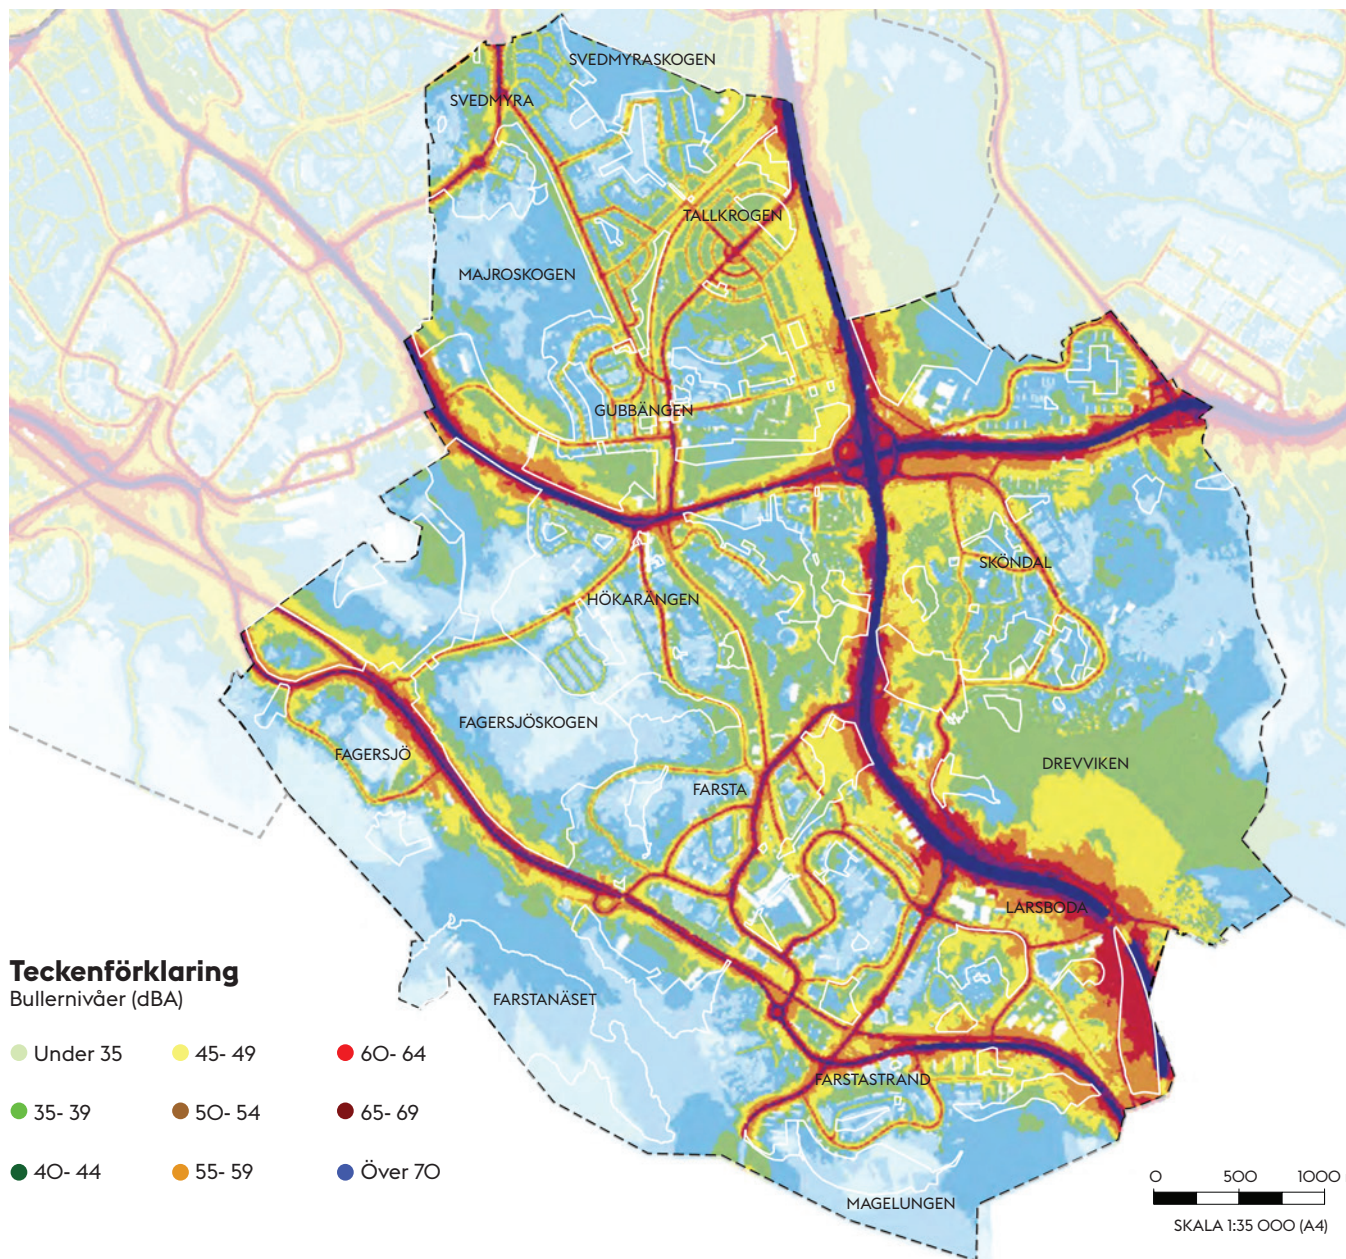 SVEDMYRASKOGEN
SVEDMYRA
TALLKROGEN
MAJROSKOGEN
GUBBÄNGEN
SKÖNDAL
HÖKARÄNGEN
FAGERSJÖSKOGEN
FAGERSJÖ
DREVVIKEN
FARSTA
LARSBODA
FARSTANÄSET
FARSTASTRAND
MAGELUNGEN
Teckenförklaring
Bullernivåer (dBA)
Under 35
45- 49
60- 64
35- 39
50- 54
65- 69
40- 44
55- 59
Över 70
0 500 1000
SKALA 1:35 000 (A4)